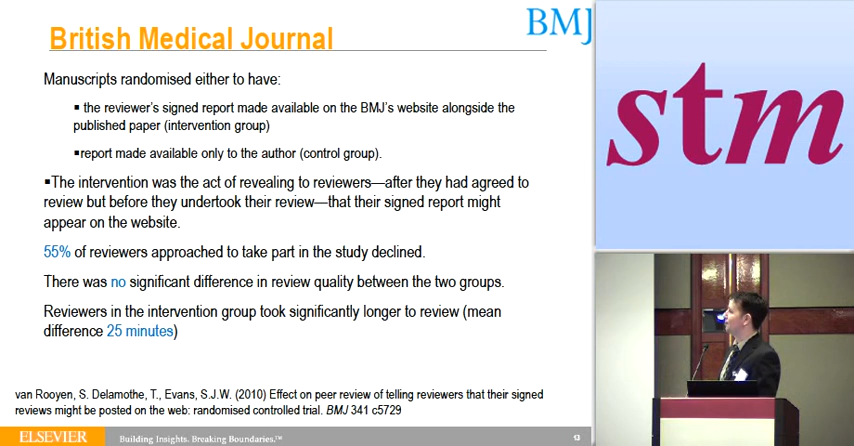 British Medical Journal
BMJ
Manuscripts randomised either to have:
▪ the reviewer's signed report made available on the BMJ's website alongside the
published paper (intervention group)
▪report made available only to the author (control group).
▪The intervention was the act of revealing to reviewers—after they had agreed to
review but before they undertook their review—that their signed report might
appear on the website.
55% of reviewers approached to take part in the study declined.
There was no significant difference in review quality between the two groups.
Reviewers in the intervention group took significantly longer to review (mean
difference 25 minutes)
van Rooyen, S. Delamothe, T., Evans, S.J.W. (2010) Effect on peer review of telling reviewers that their signed
reviews might be posted on the web: randomised controlled trial. BMJ 341 c5729
ELSEVIER
Building Insights. Breaking Boundaries.™
13
stm